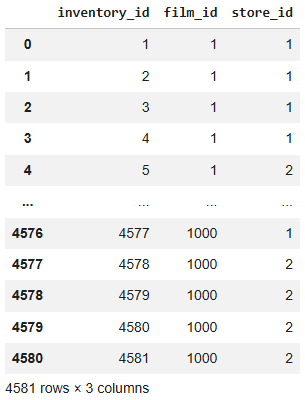 inventory_id film_id store_id
0 1 1 1
1 2 1 1
2 3 1 1
3 4 1 1
4 5 1 2
... ... ... ...
4576 4577 1000 1
4577 4578 1000 2
4578 4579 1000 2
4579 4580 1000 2
4580 4581 1000 2
4581 rows × 3 columns